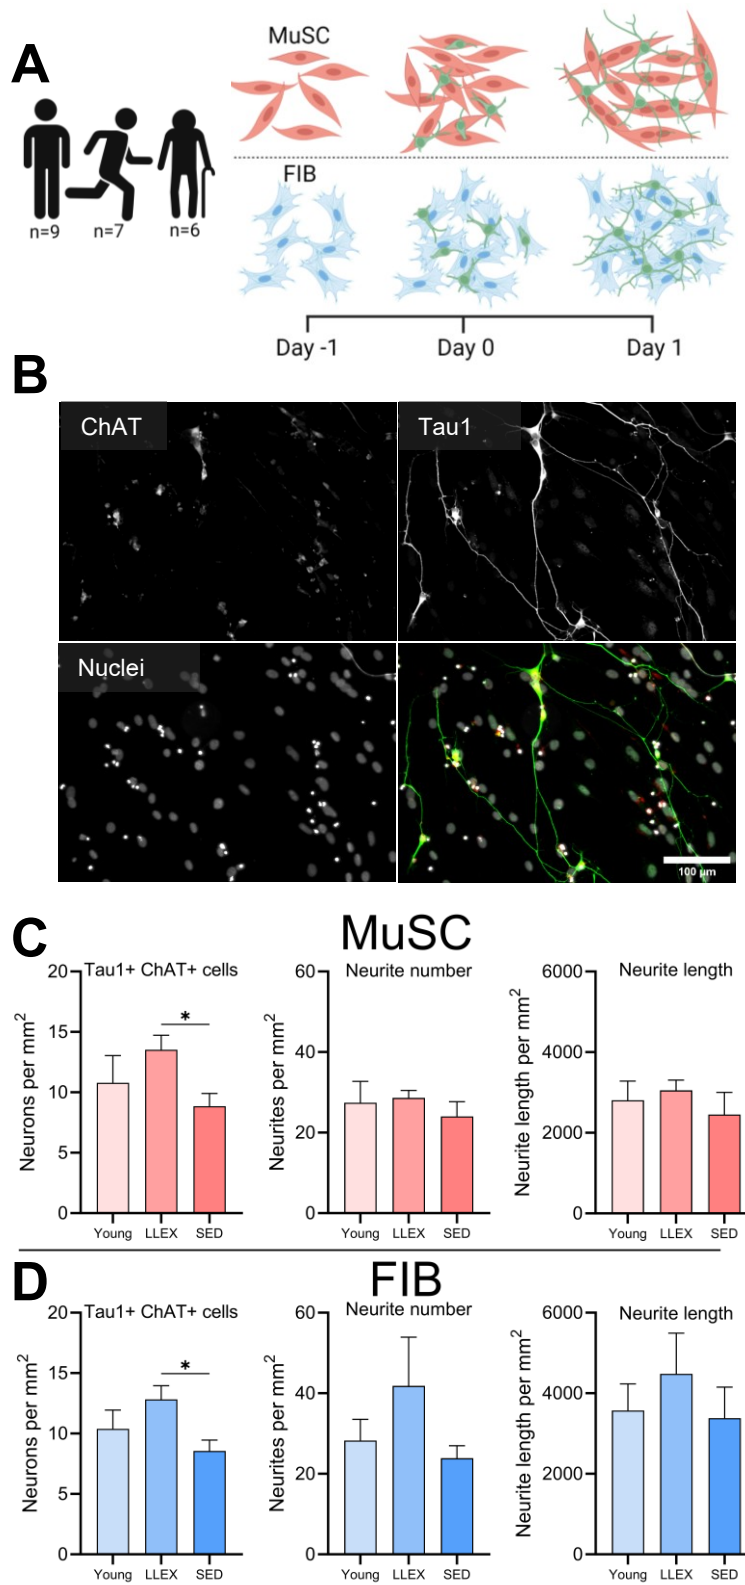 A
MuSC
FIB
n=9
n=7
n=6
Day -1
Day 0
Day 1
B
ChAT
Tau1
Nuclei
100 µm
C
MuSC
Tau1+ ChAT+ cells
Neurons per mm2
20
15
10
5
0
*
Young
LLEX
SED
Neurite number
Neurites per mm2
60
40
20
0
Young
LLEX
SED
Neurite length
Neurite length per mm2
6000
4000
2000
0
Young
LLEX
SED
D
FIB
Tau1+ ChAT+ cells
Neurons per mm2
20
15
10
5
0
*
Young
LLEX
SED
Neurite number
Neurites per mm2
60
40
20
0
Young
LLEX
SED
Neurite length
Neurite length per mm2
6000
4000
2000
0
Young
LLEX
SED